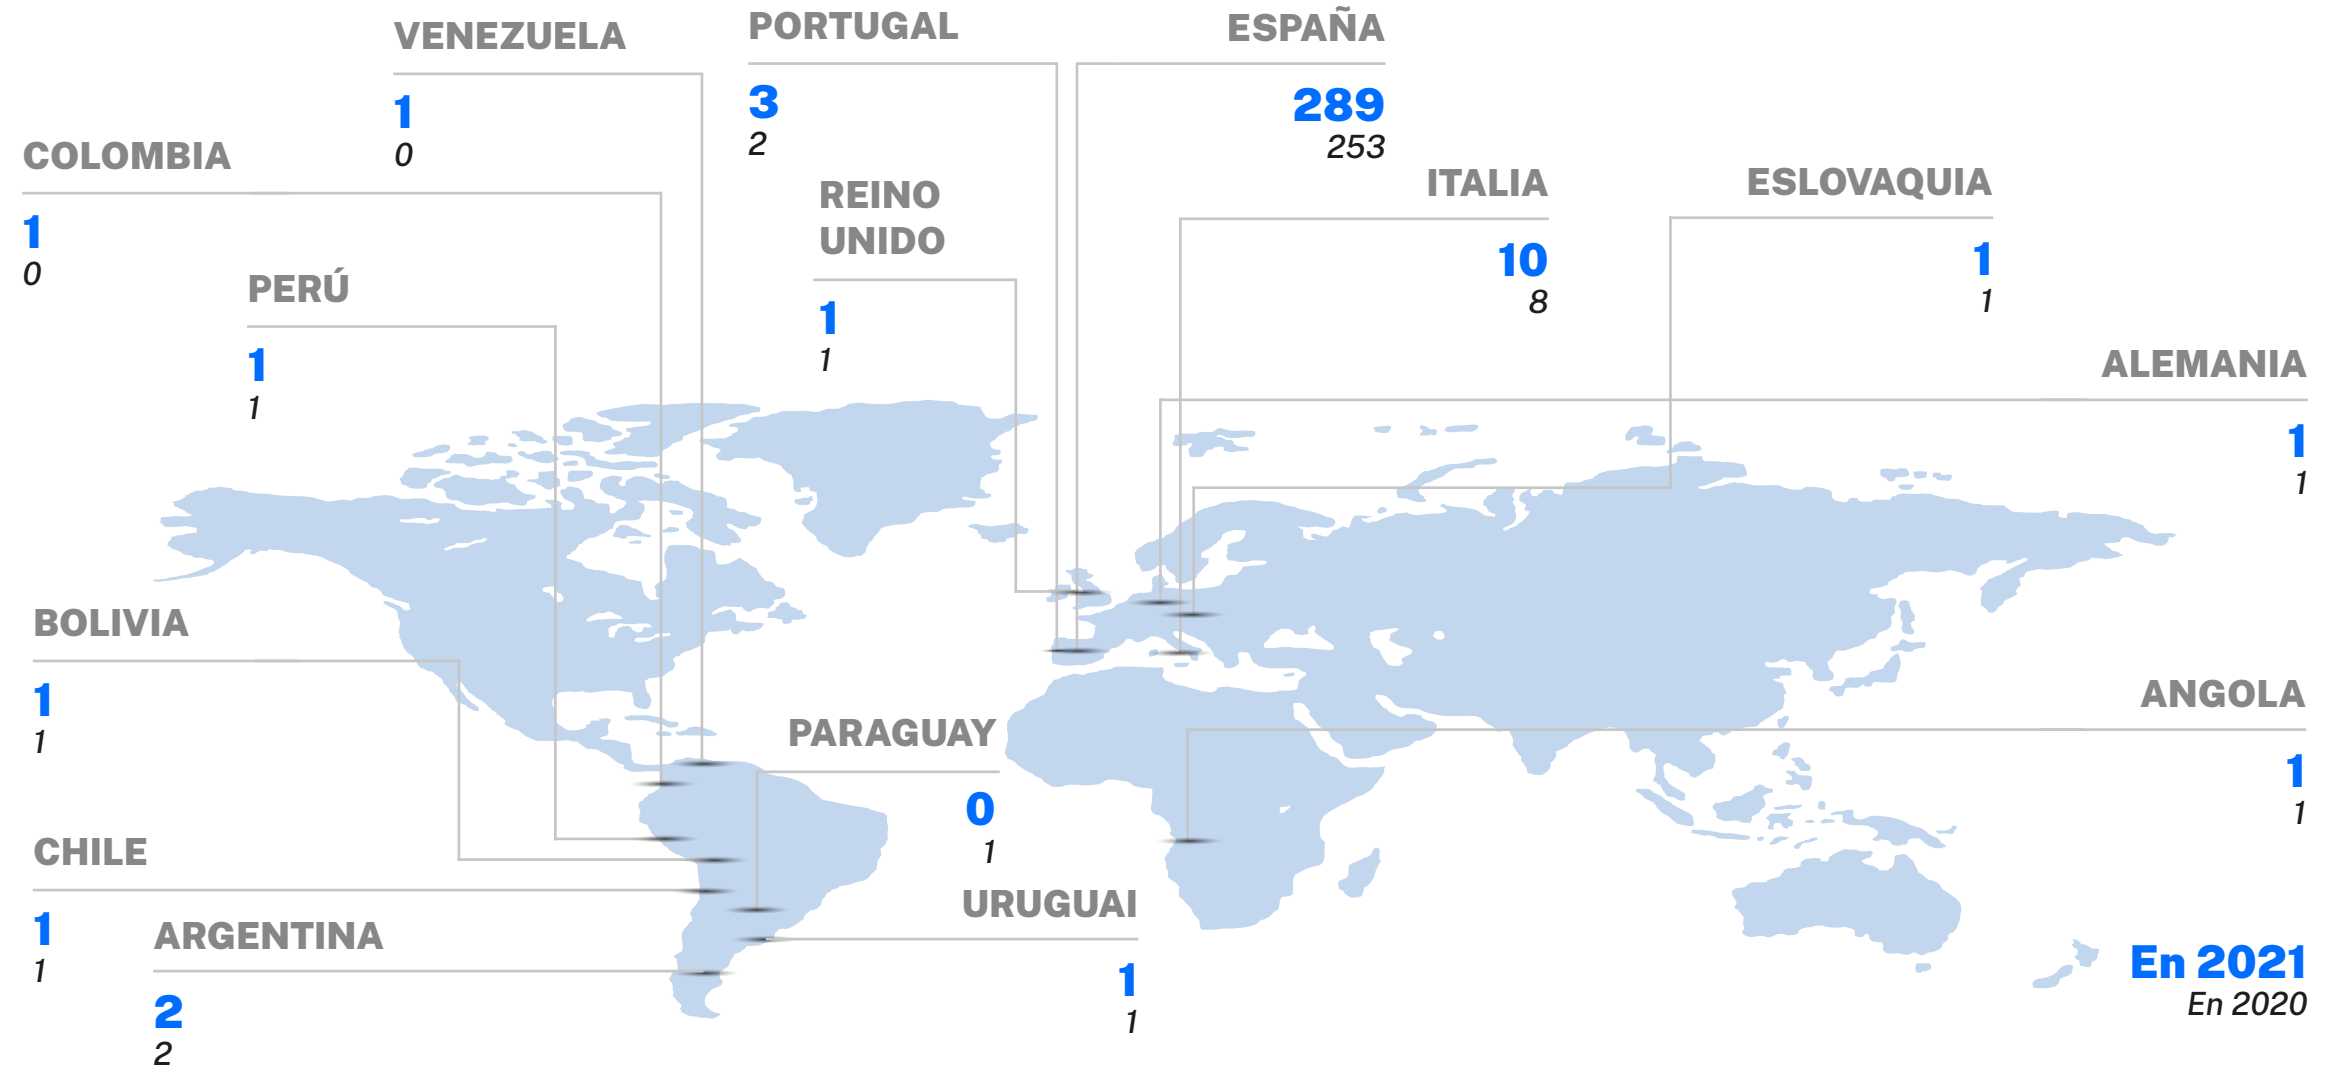 VENEZUELA
1
0
PORTUGAL
3
2
ESPAÑA
289
253
COLOMBIA
1
0
REINO
UNIDO
1
1
ITALIA
10
8
ESLOVAQUIA
1
1
PERÚ
1
1
ALEMANIA
1
1
BOLIVIA
1
1
PARAGUAY
0
1
ANGOLA
1
1
CHILE
1
1
ARGENTINA
2
2
URUGUAI
1
1
En 2021
En 2020